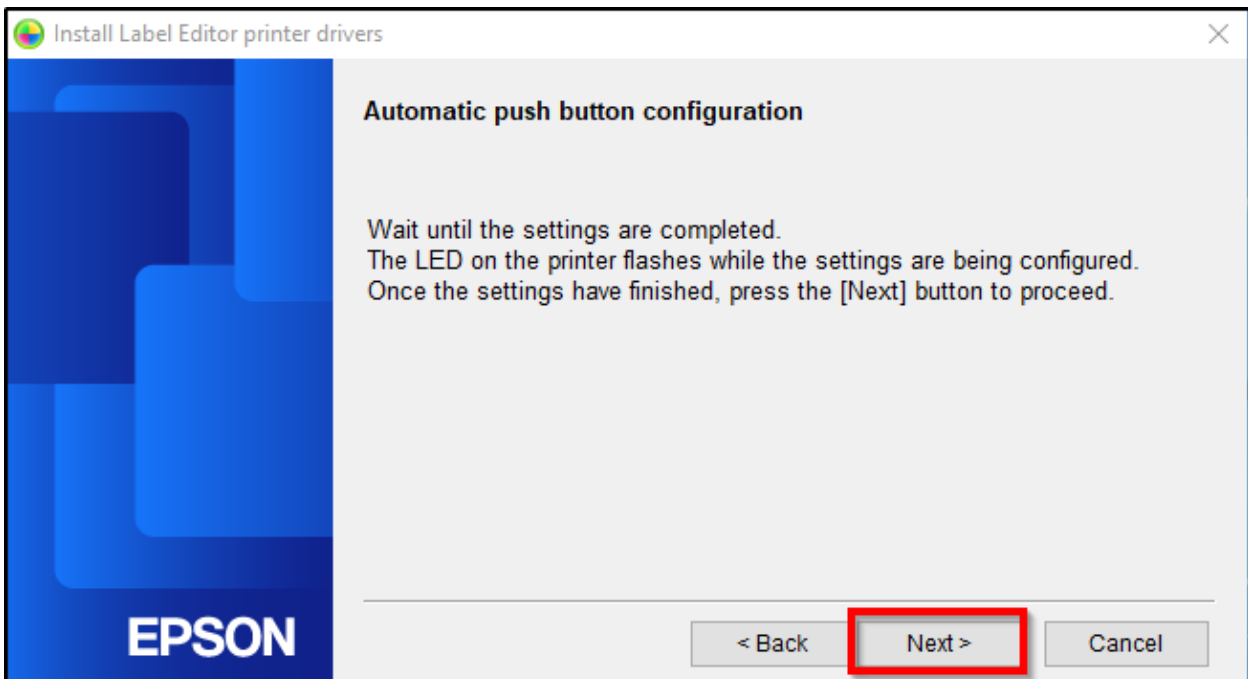 Install Label Editor printer drivers
Automatic push button configuration
Wait until the settings are completed.
The LED on the printer flashes while the settings are being configured.
Once the settings have finished, press the [Next] button to proceed.
EPSON
< Back
Next >
Cancel